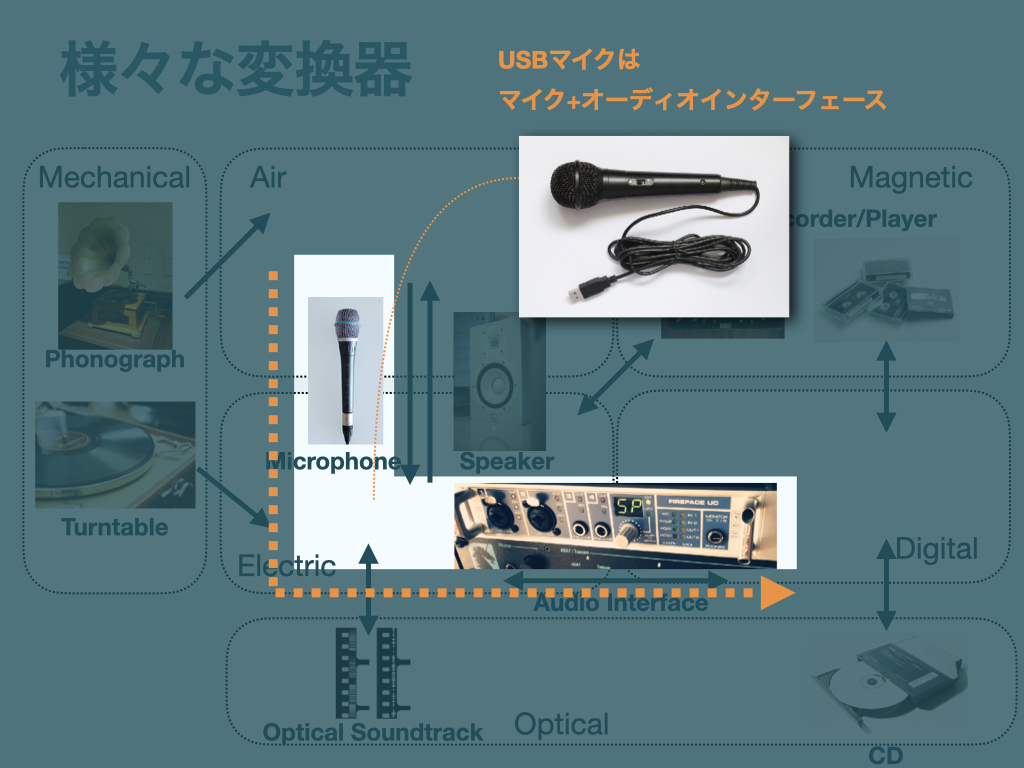 様々な変換器
USBマイクは
マイク+オーディオインターフェース
Mechanical
Air
Magnetic
corder/Player
Phonograph
Microphone
Speaker
Turntable
SP
FIREFACE UC
Electric
Digital
Audio Interface
Optical Soundtrack
Optical
CD